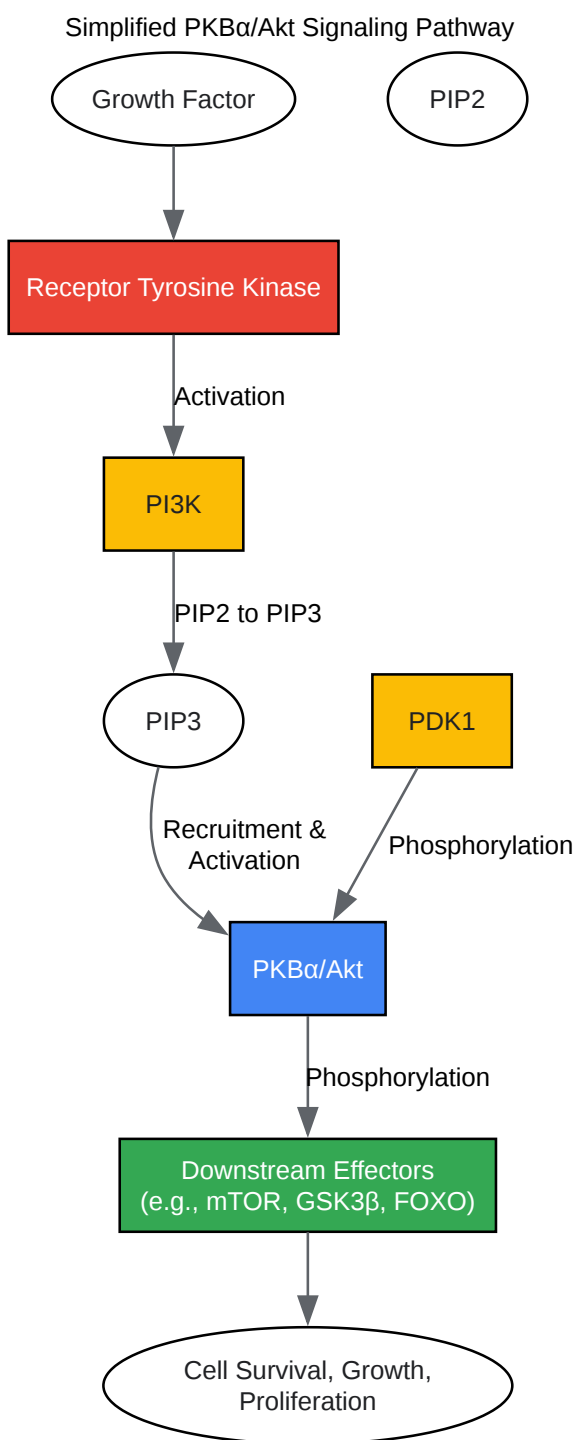 Simplified PKBα/Akt Signaling Pathway
Growth Factor
PIP2
Receptor Tyrosine Kinase
Activation
PI3K
PIP2 to PIP3
PIP3
PDK1
Recruitment &
Activation
Phosphorylation
PKBα/Akt
Phosphorylation
Downstream Effectors
(e.g., mTOR, GSK3β, FOXO)
Cell Survival, Growth,
Proliferation